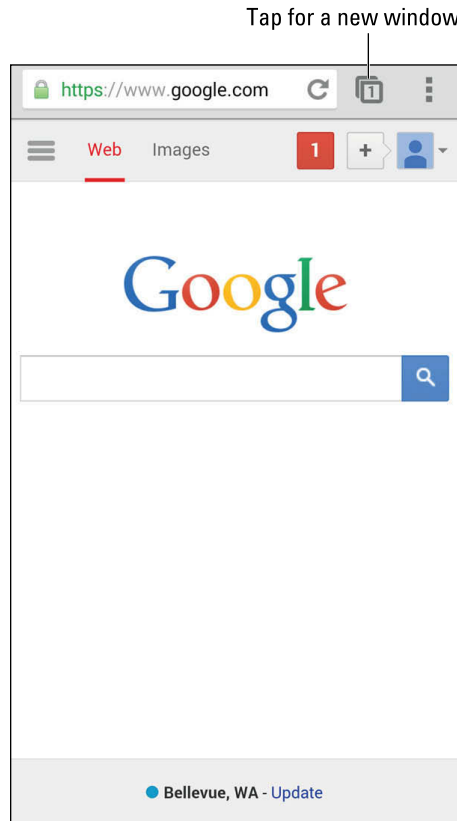 Tap for a new window
https://www.google.com 1
Web Images 1 +
Google
Bellevue, WA - Update